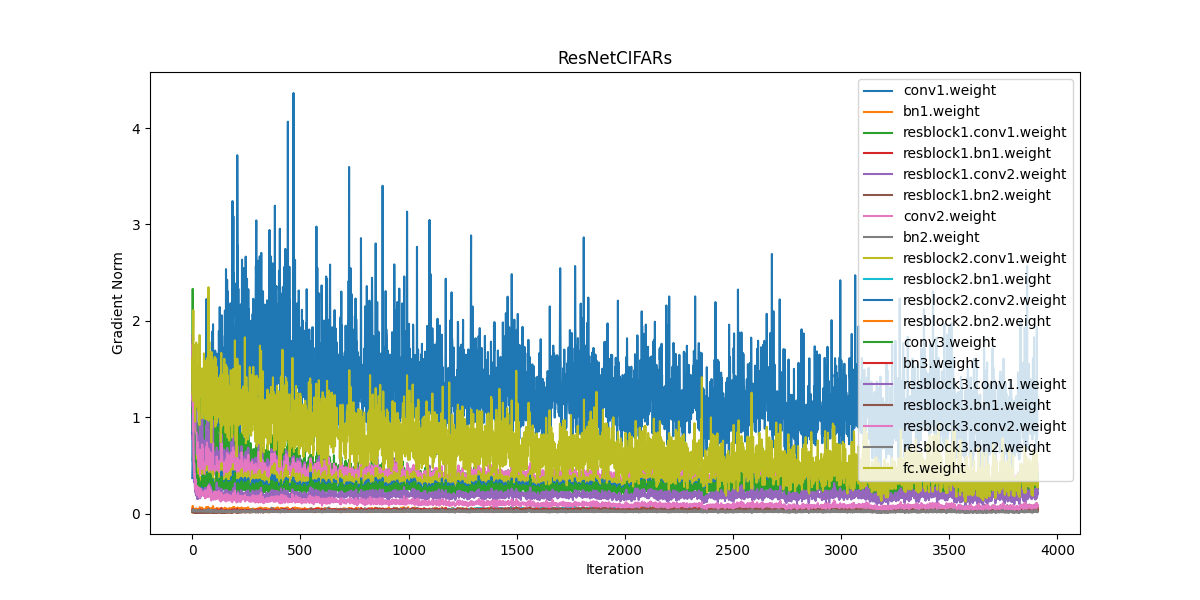 ResNetCIFARs
Gradient Norm
4
3
2
1
0
conv1.weight
bn1.weight
resblock1.conv1.weight
resblock1.bn1.weight
resblock1.conv2.weight
resblock1.bn2.weight
conv2.weight
bn2.weight
resblock2.conv1.weight
resblock2.bn1.weight
resblock2.conv2.weight
resblock2.bn2.weight
conv3.weight
bn3.weight
resblock3.conv1.weight
resblock3.bn1.weight
resblock3.conv2.weight
resblock3.bn2.weight
fc.weight
0 500 1000 1500 2000 2500 3000 3500 4000
Iteration